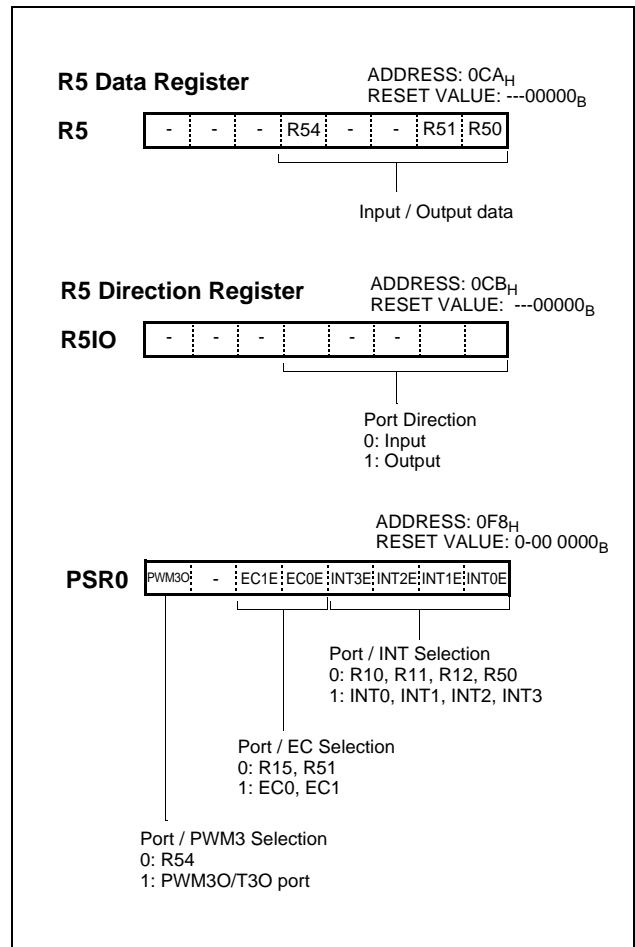 R5 Data Register
ADDRESS: 0CAH
RESET VALUE: ---00000B
R5 - - - R54 - - R51 R50
Input / Output data
R5 Direction Register
ADDRESS: 0CBH
RESET VALUE: ---00000B
R5IO - - - - -
Port Direction
0: Input
1: Output
ADDRESS: 0F8H
RESET VALUE: 0-00 0000B
PSR0 PWM3O - EC1E EC0E INT3E INT2E INT1E INT0E
Port / INT Selection
0: R10, R11, R12, R50
1: INT0, INT1, INT2, INT3
Port / EC Selection
0: R15, R51
1: EC0, EC1
Port / PWM3 Selection
0: R54
1: PWM3O/T3O port